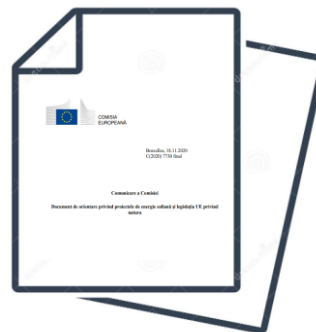 COMISIA
EUROPEANĂ
Bruxelles, 18.11.2020
C(2020) 7730 final
Comunicare a Comisiei
Document de orientare privind proiectele de energie eoliană și legislația UE privind
natura